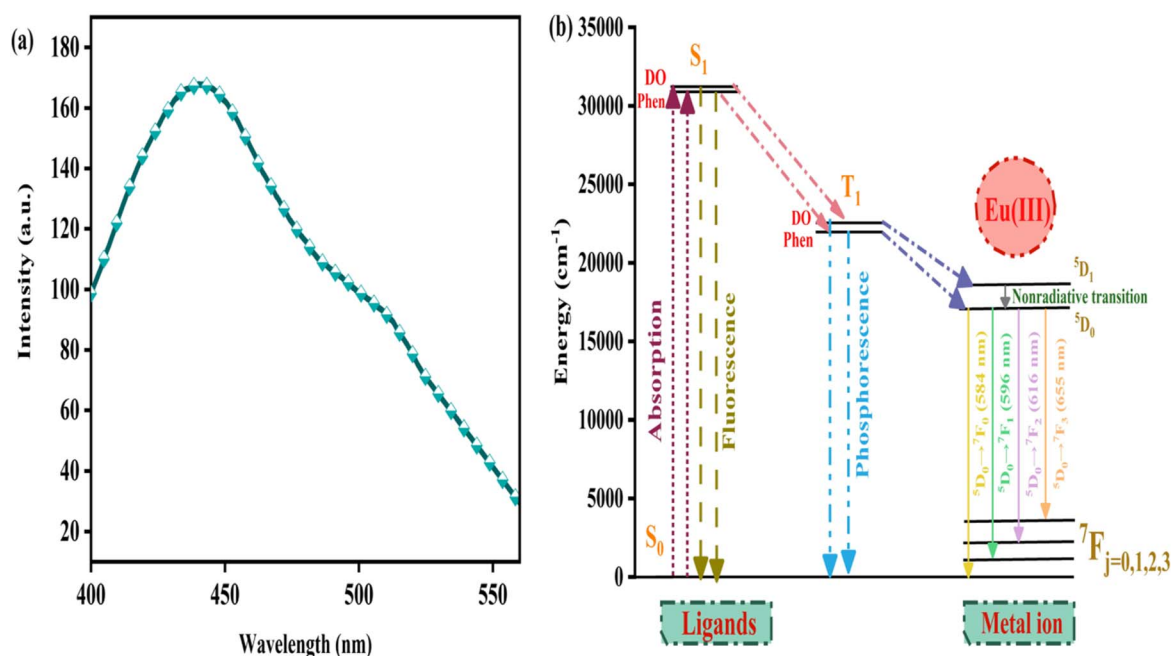 (a)
180
160
140
120
100
80
60
40
20
Intensity (a.u.)
400
450
500
550
Wavelength (nm)
(b)
35000
30000
25000
20000
15000
10000
5000
0
Energy (cm⁻¹)
S₁
DO
Phen
T₁
DO
Phen
Eu(III)
⁵D₁
Nonradiative transition
⁵D₀
Absorption
Fluorescence
Phosphorescence
⁵D₀→⁷F₀ (584 nm)
⁵D₀→⁷F₁ (596 nm)
⁵D₀→⁷F₂ (616 nm)
⁵D₀→⁷F₃ (655 nm)
S₀
⁷Fⱼ₌₀,₁,₂,₃
Ligands
Metal ion